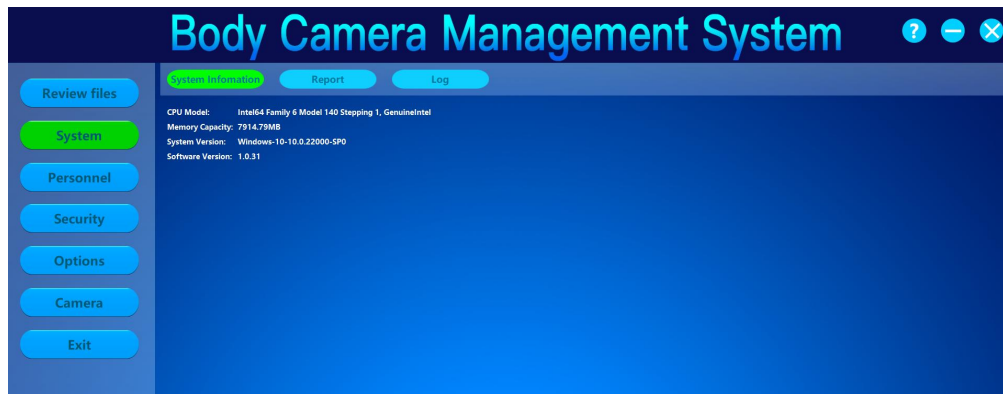 Body Camera Management System
?
Review files
System
Personnel
Security
Options
Camera
Exit
System Infomation Report Log
CPU Model: Intel64 Family 6 Model 140 Stepping 1, GenuineIntel
Memory Capacity: 7914.79MB
System Version: Windows-10-10.0.22000-SP0
Software Version: 1.0.31